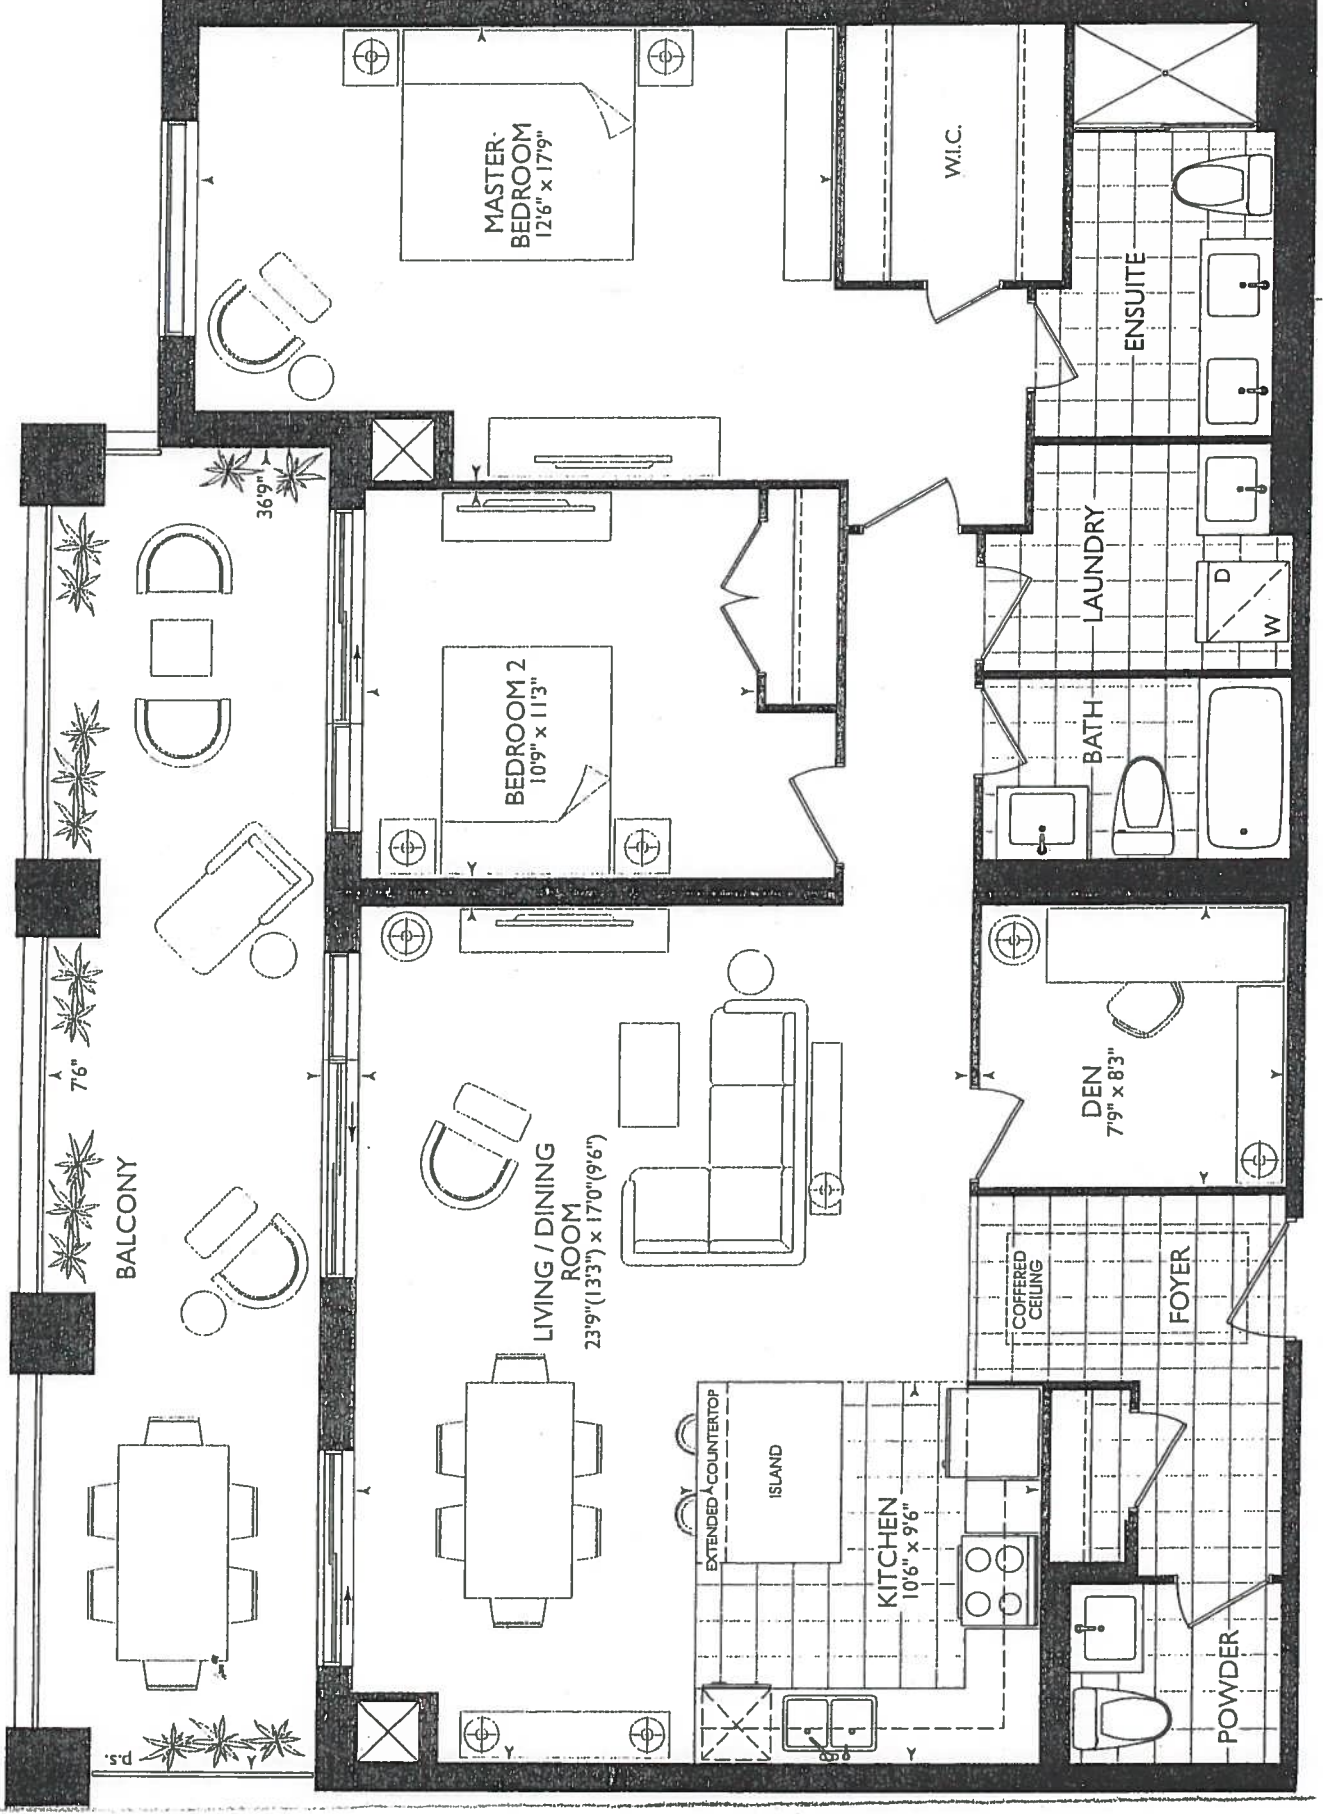 MASTER
BEDROOM
12'6" x 17'9"
W.I.C.
ENSUITE
36'9"
BEDROOM 2
10'9" x 11'3"
LAUNDRY
D
W
BATH
7'6"
BALCONY
LIVING / DINING
ROOM
23'9"(13'3") x 17'0"(9'6")
DEN
7'9" x 8'3"
COFFERED
CEILING
FOYER
EXTENDED COUNTERTOP
ISLAND
KITCHEN
10'6" x 9'6"
POWDER
p.s.